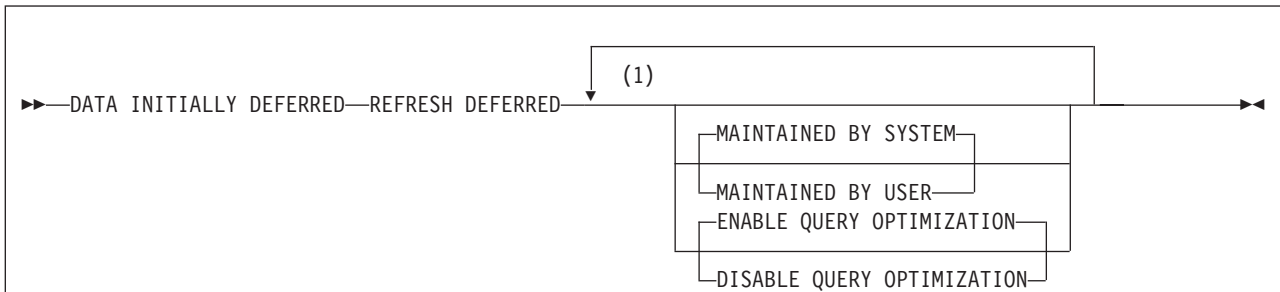 (1)
DATA INITIALLY DEFERRED REFRESH DEFERRED
MAINTAINED BY SYSTEM
MAINTAINED BY USER
ENABLE QUERY OPTIMIZATION
DISABLE QUERY OPTIMIZATION